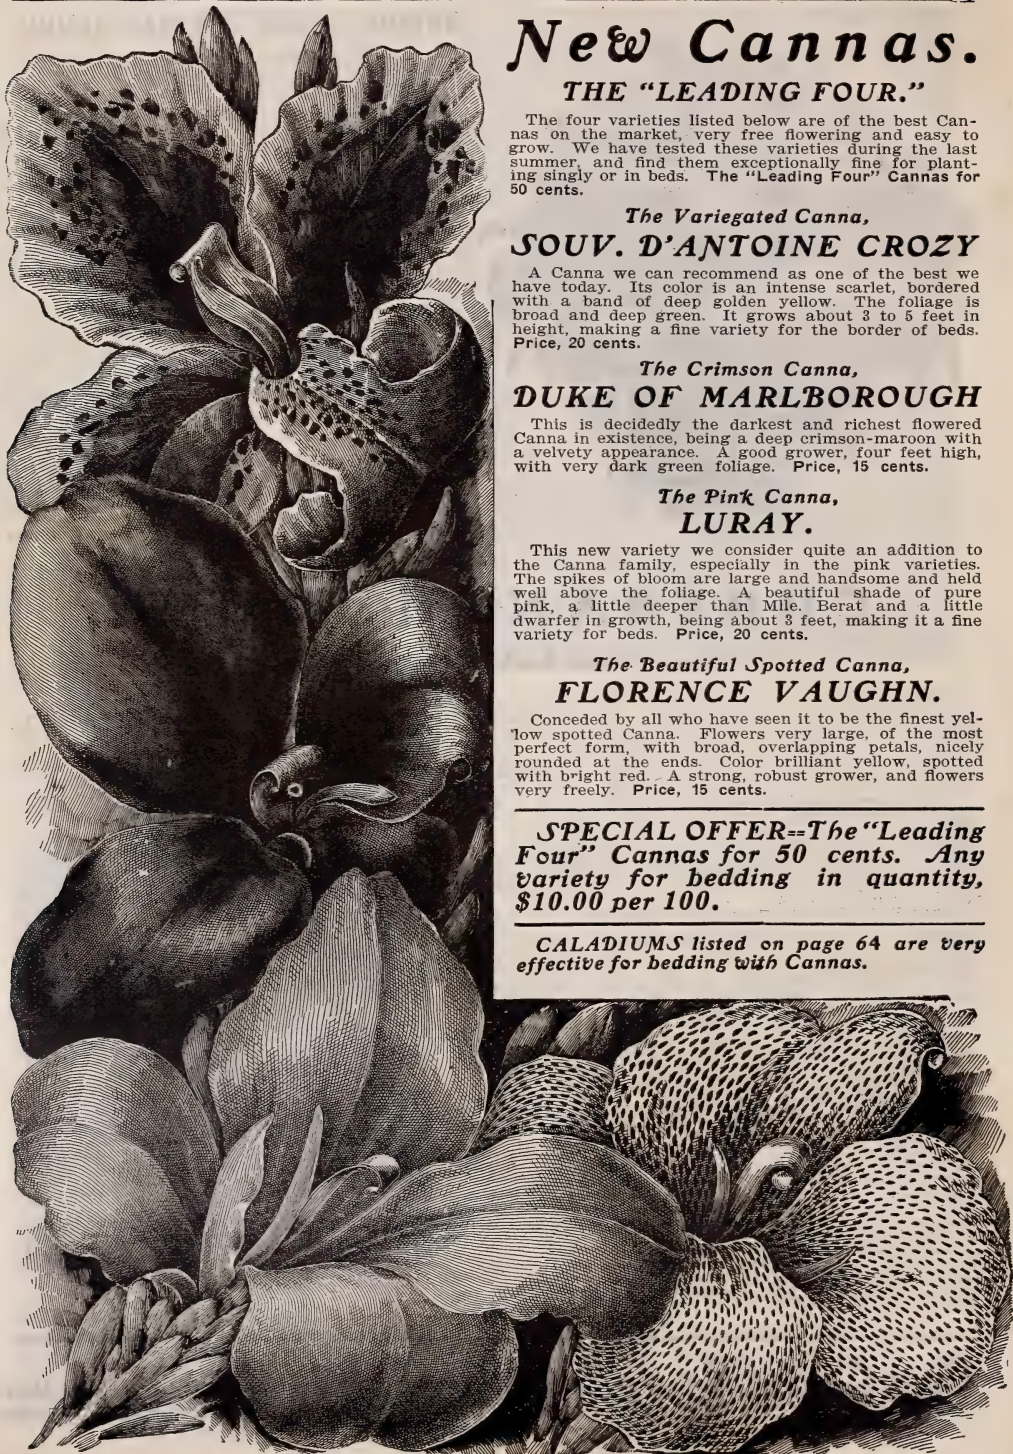 New Cannas.
THE "LEADING FOUR."
The four varieties listed below are of the best Can-
nas on the market, very free flowering and easy to
grow. We have tested these varieties during the last
summer, and find them exceptionally fine for plant-
ing singly or in beds. The "Leading Four" Cannas for
50 cents.
The Variegated Canna,
SOUV. D'ANTOINE CROZY
A Canna we can recommend as one of the best we
have today. Its color is an intense scarlet, bordered
with a band of deep golden yellow. The foliage is
broad and deep green. It grows about 3 to 5 feet in
height, making a fine variety for the border of beds.
Price, 20 cents.
The Crimson Canna,
DUKE OF MARLBOROUGH
This is decidedly the darkest and richest flowered
Canna in existence, being a deep crimson-maroon with
a velvety appearance. A good grower, four feet high,
with very dark green foliage. Price, 15 cents.
The Pink Canna,
LURAY.
This new variety we consider quite an addition to
the Canna family, especially in the pink varieties.
The spikes of bloom are large and handsome and held
well above the foliage. A beautiful shade of pure
pink, a little deeper than Mlle. Berat and a little
dwarfer in growth, being about 3 feet, making it a fine
variety for beds. Price, 20 cents.
The Beautiful Spotted Canna,
FLORENCE VAUGHN.
Conceded by all who have seen it to be the finest yel-
low spotted Canna. Flowers very large, of the most
perfect form, with broad, overlapping petals, nicely
rounded at the ends. Color brilliant yellow, spotted
with bright red. A strong, robust grower, and flowers
very freely. Price, 15 cents.
SPECIAL OFFER--The "Leading
Four" Cannas for 50 cents. Any
variety for bedding in quantity,
$10.00 per 100.
CALADIUMS listed on page 64 are very
effective for bedding with Cannas.